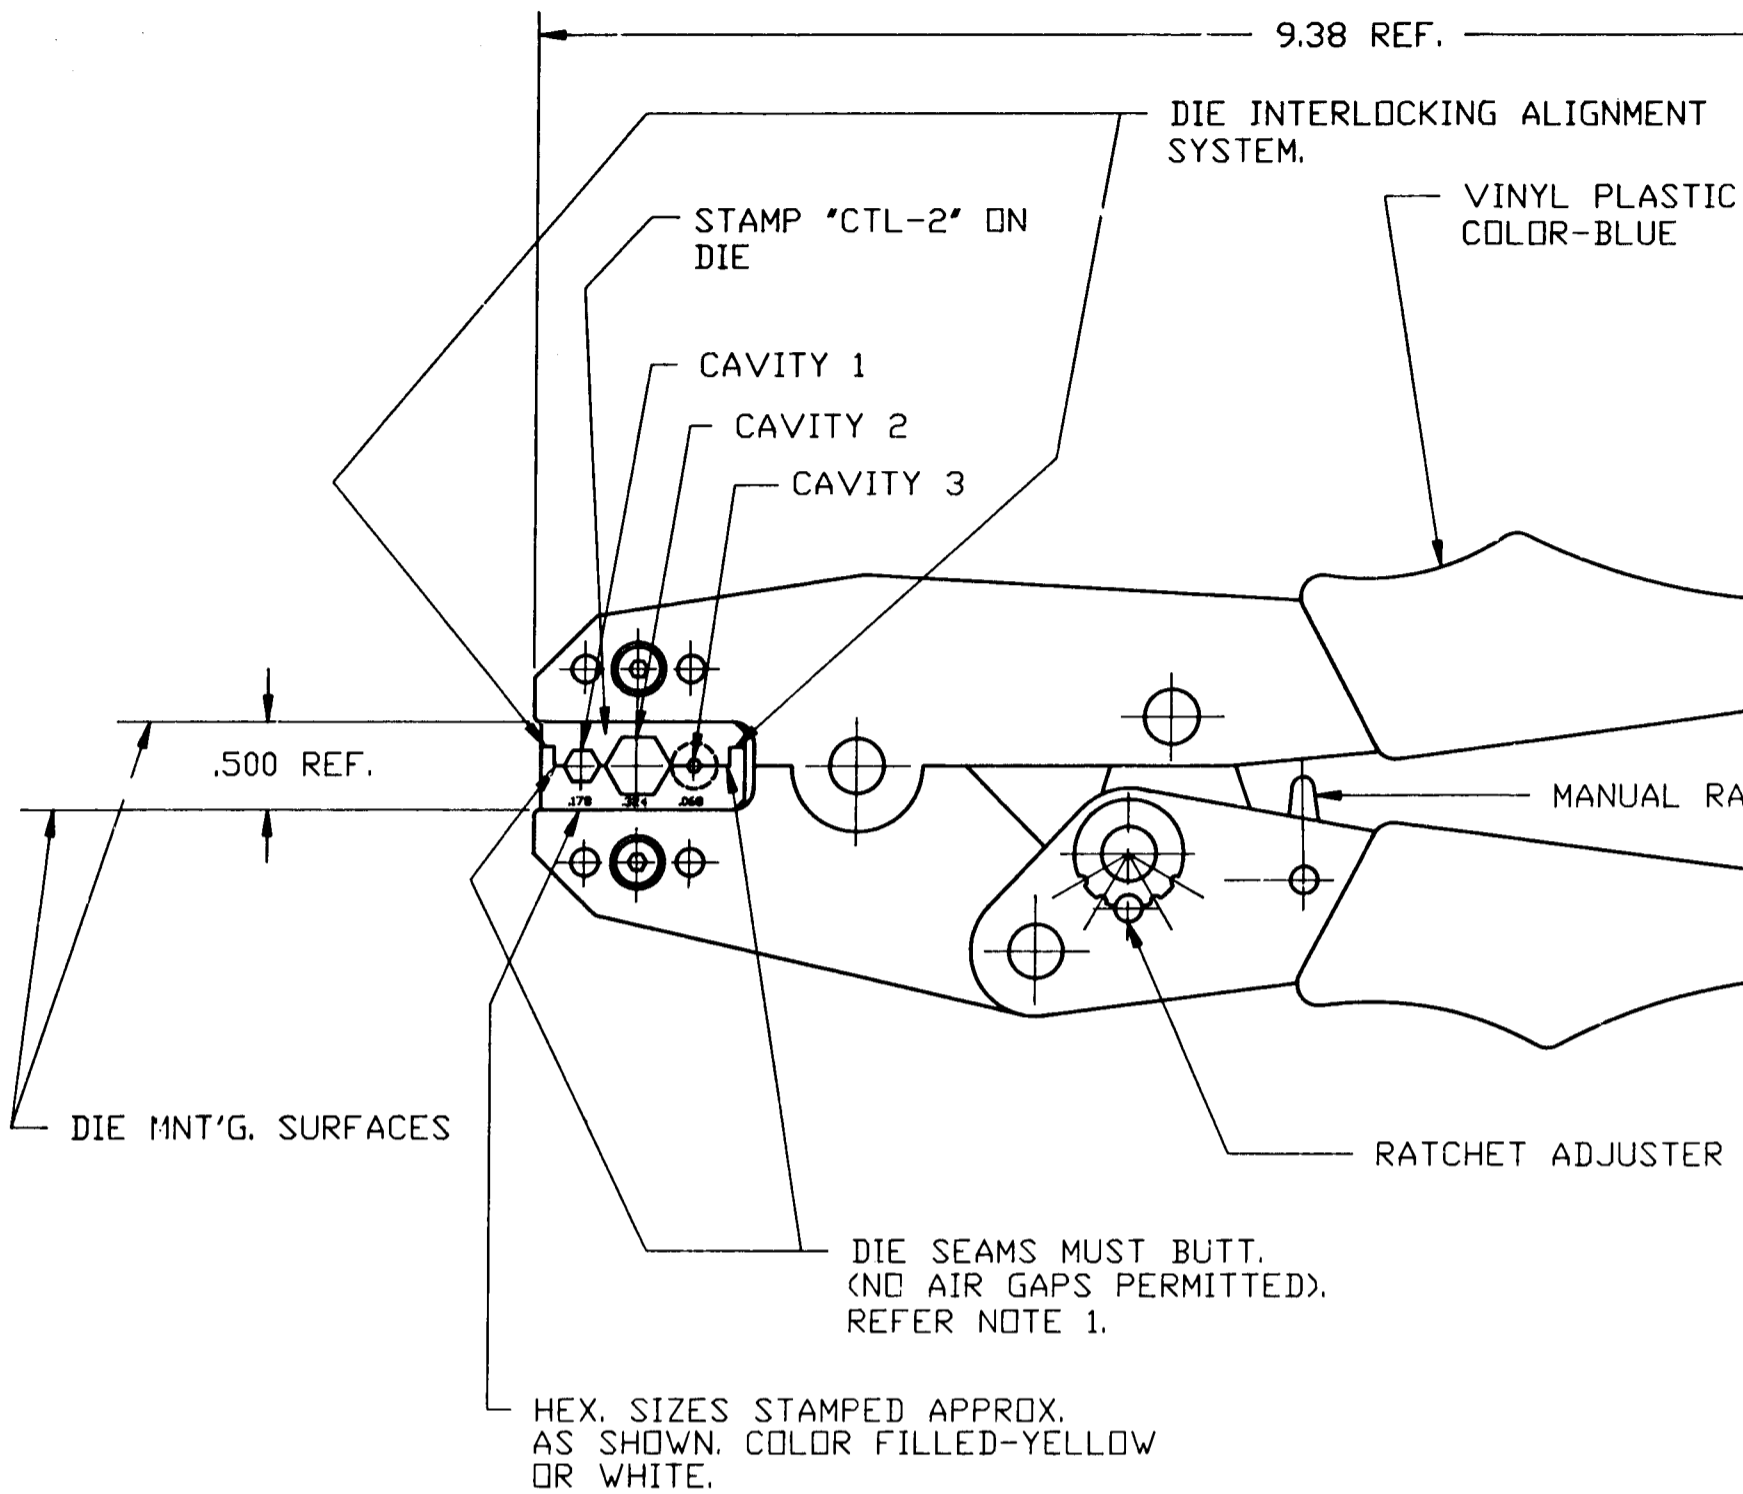 9.38 REF.
DIE INTERLOCKING ALIGNMENT
SYSTEM.
VINYL PLASTIC
COLOR-BLUE
STAMP "CTL-2" ON
DIE
CAVITY 1
CAVITY 2
CAVITY 3
.500 REF.
.178 .068
MANUAL RA
DIE MNT'G. SURFACES
RATCHET ADJUSTER
DIE SEAMS MUST BUTT.
(NO AIR GAPS PERMITTED).
REFER NOTE 1.
HEX. SIZES STAMPED APPROX.
AS SHOWN. COLOR FILLED-YELLOW
OR WHITE.